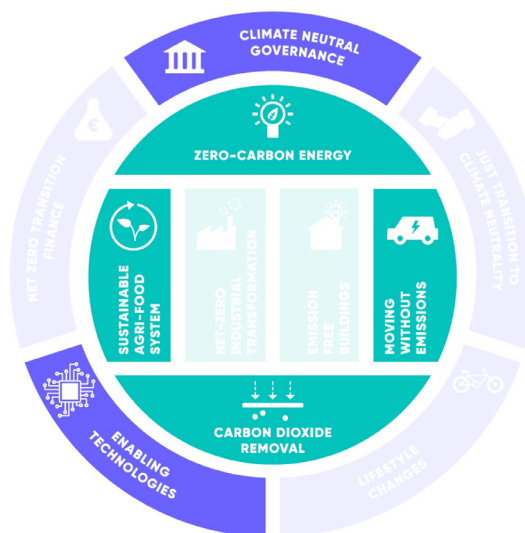 CLIMATE NEUTRAL
GOVERNANCE
NET ZERO TRANSITION
FINANCE
€
JUST TRANSITION TO
CLIMATE NEUTRALITY
ZERO-CARBON ENERGY
SUSTAINABLE
AGRI-FOOD
SYSTEM
NET-ZERO
INDUSTRIAL
TRANSFORMATION
EMISSION
FREE
BUILDINGS
MOVING
WITHOUT
EMISSIONS
CARBON DIOXIDE
REMOVAL
ENABLING
TECHNOLOGIES
LIFESTYLE
CHANGES